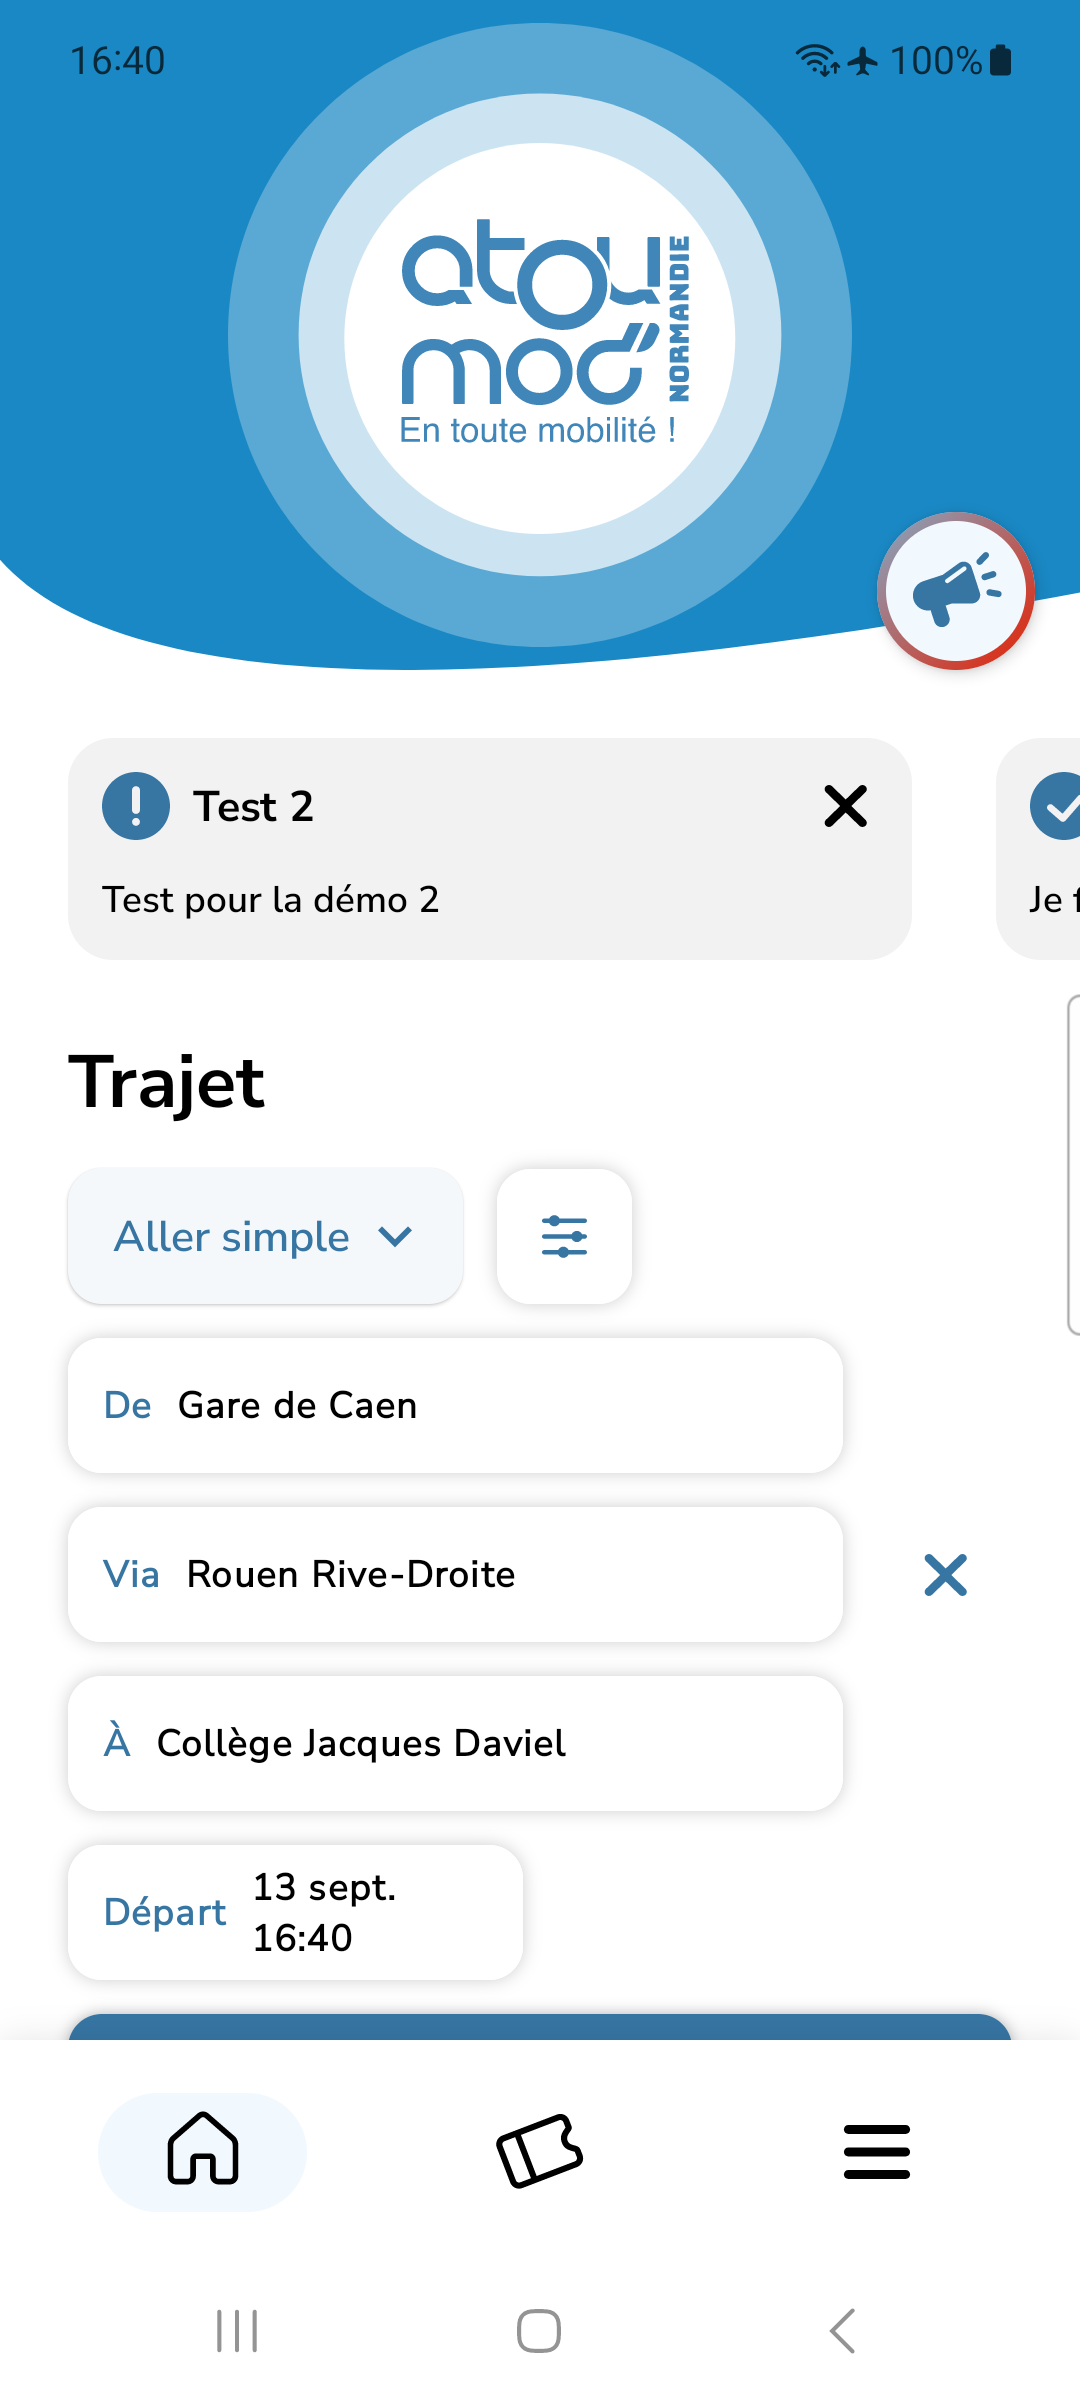 16:40
100%
atoumod
NORMANDIE
En toute mobilité !
Test 2
Test pour la démo 2
Je
Trajet
Aller simple
De Gare de Caen
Via Rouen Rive-Droite
À Collège Jacques Daviel
Départ 13 sept.
16:40